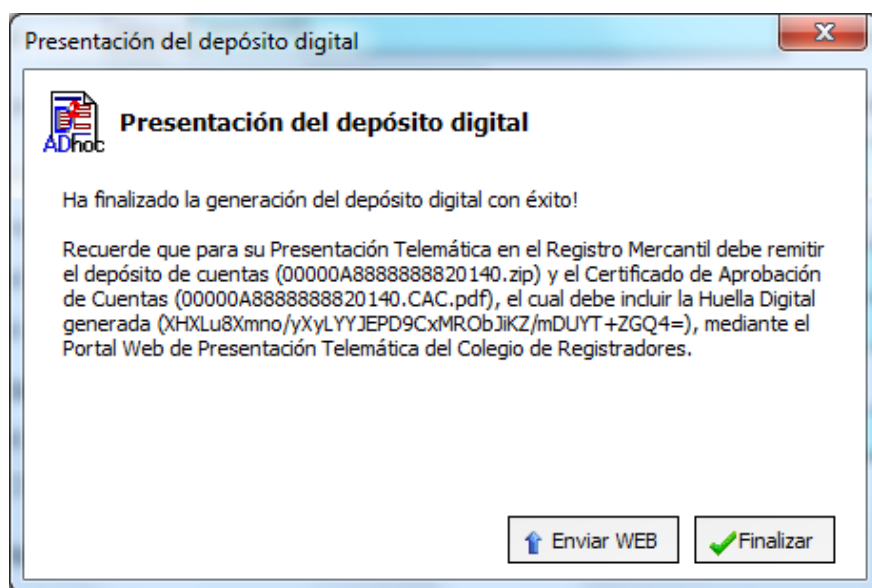 Presentación del depósito digital
ADhoc
Presentación del depósito digital
Ha finalizado la generación del depósito digital con éxito!
Recuerde que para su Presentación Telemática en el Registro Mercantil debe remitir
el depósito de cuentas (00000A8888888820140.zip) y el Certificado de Aprobación
de Cuentas (00000A8888888820140.CAC.pdf), el cual debe incluir la Huella Digital
generada (XHXLu8Xmno/yXyLYYJEPD9CxMRObJiKZ/mDUYT+ZGQ4=), mediante el
Portal Web de Presentación Telemática del Colegio de Registradores.
Enviar WEB
Finalizar